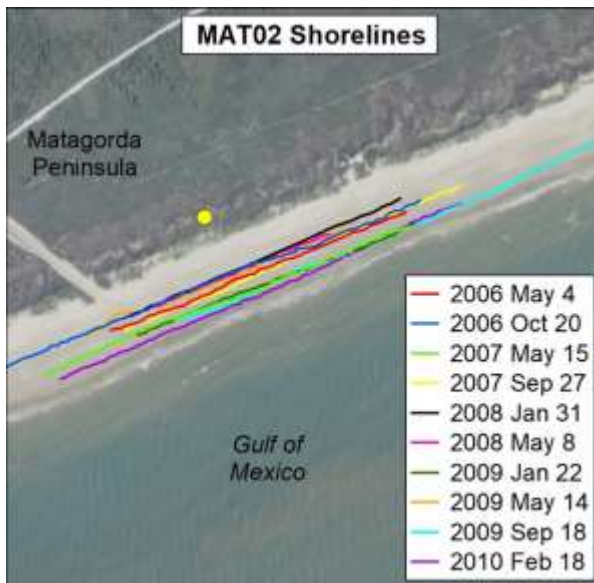 MAT02 Shorelines
Matagorda
Peninsula
2006 May 4
2006 Oct 20
2007 May 15
2007 Sep 27
2008 Jan 31
2008 May 8
2009 Jan 22
2009 May 14
2009 Sep 18
2010 Feb 18
Gulf of
Mexico